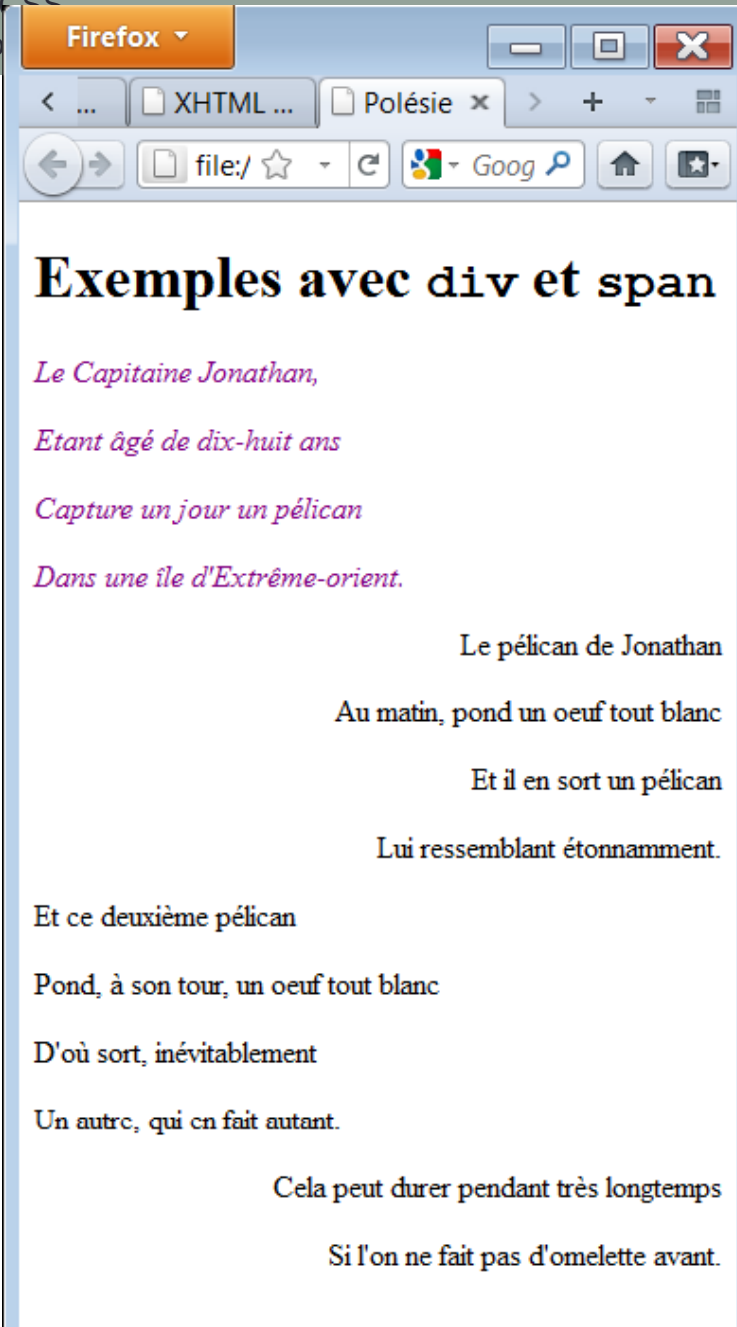 Firefox
... XHTML ... Polésie
file:/ Goog
Exemples avec div et span
Le Capitaine Jonathan,
Etant âgé de dix-huit ans
Capture un jour un pélican
Dans une île d'Extrême-orient.
Le pélican de Jonathan
Au matin, pond un oeuf tout blanc
Et il en sort un pélican
Lui ressemblant étonnamment.
Et ce deuxième pélican
Pond, à son tour, un oeuf tout blanc
D'où sort, inévitablement
Un autre, qui en fait autant.
Cela peut durer pendant très longtemps
Si l'on ne fait pas d'omelette avant.